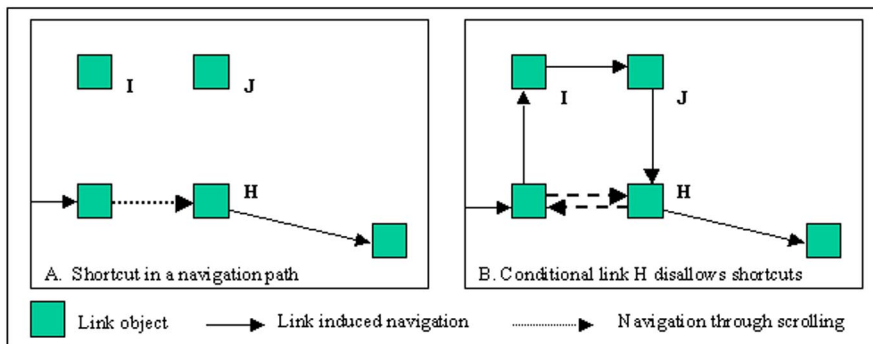 I
J
H
A. Shortcut in a navigation path
I
J
H
B. Conditional link H disallows shortcuts
Link object
Link induced navigation
Navigation through scrolling